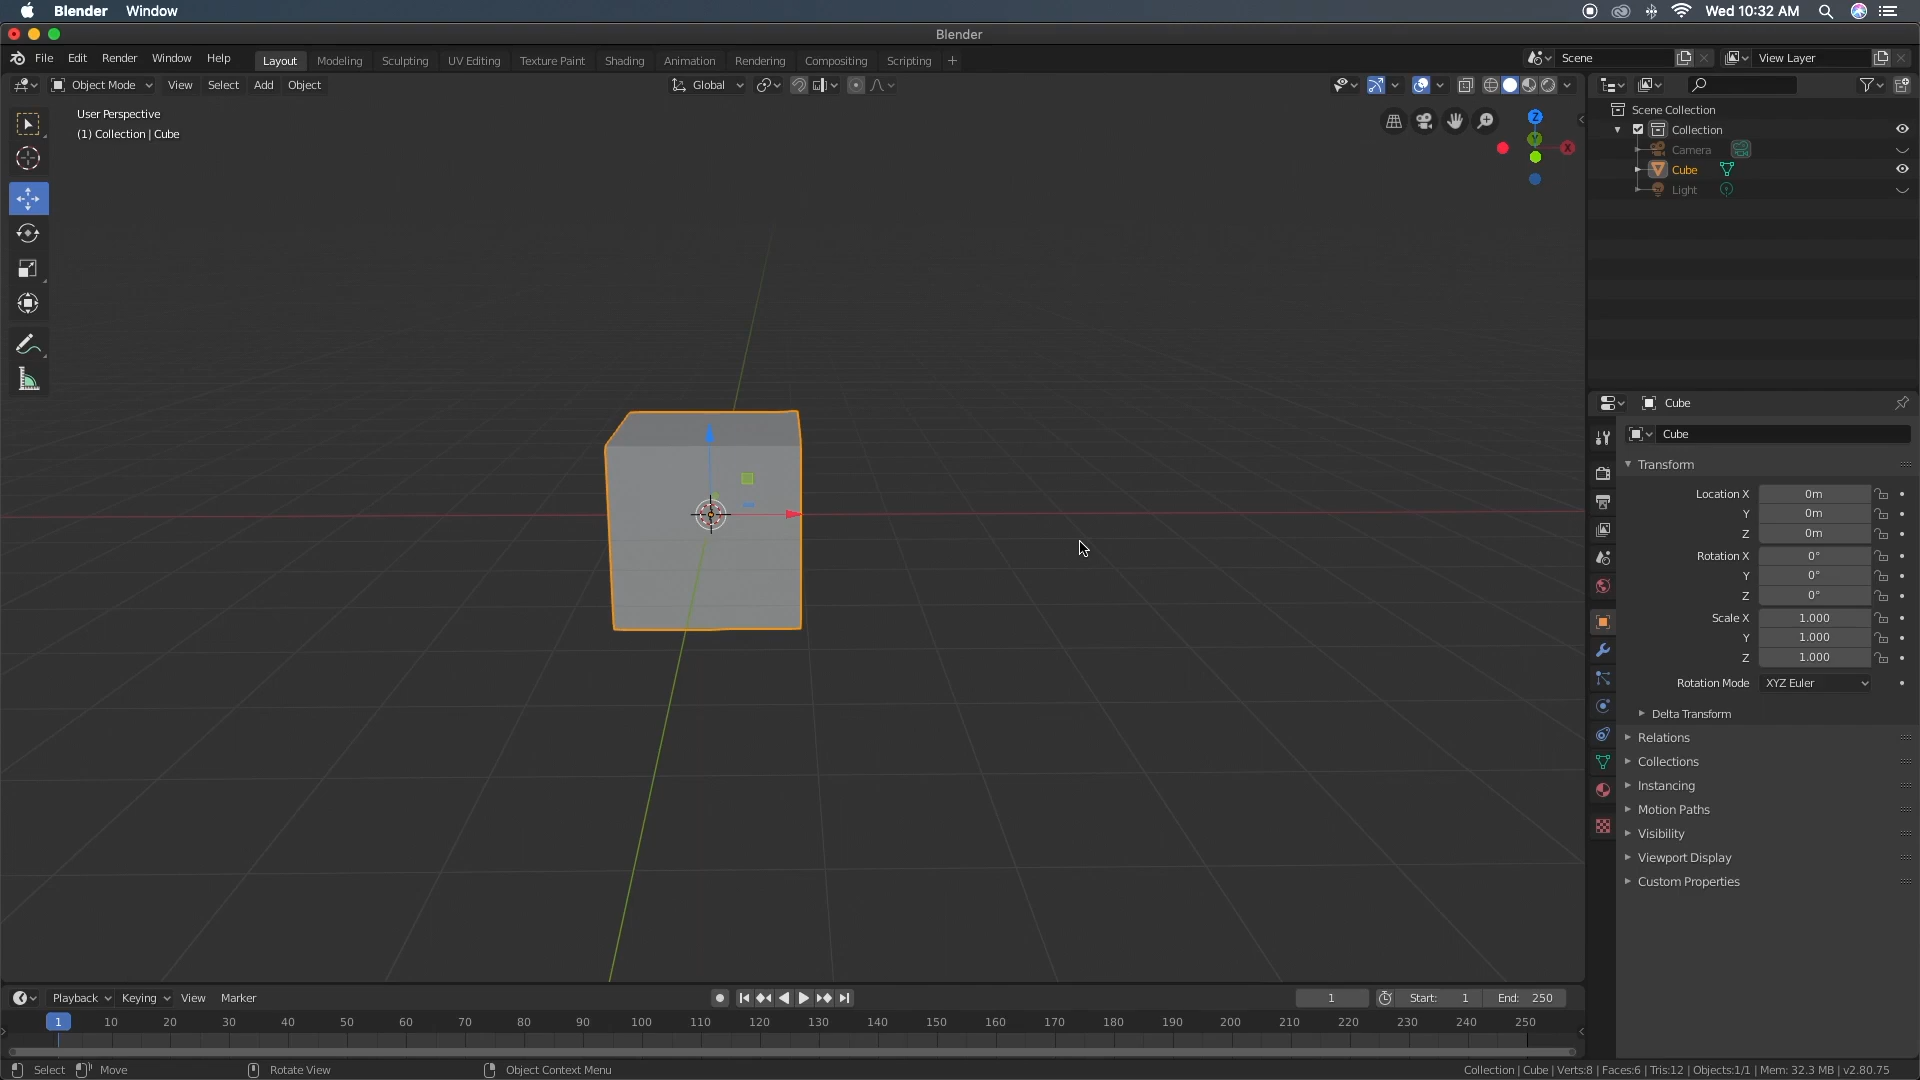 Blender Window Wed 10:32 AM
Blender
File Edit Render Window Help Layout Modeling Sculpting UV Editing Texture Paint Shading Animation Rendering Compositing Scripting + Scene View Layer
Object Mode View Select Add Object Global
User Perspective
(1) Collection | Cube
Z
Y
X
Scene Collection
Collection
Camera
Cube
Light
Cube
Cube
Transform
Location X 0m
Y 0m
Z 0m
Rotation X 0°
Y 0°
Z 0°
Scale X 1.000
Y 1.000
Z 1.000
Rotation Mode XYZ Euler
Delta Transform
Relations
Collections
Instancing
Motion Paths
Visibility
Viewport Display
Custom Properties
Playback Keying View Marker 1 Start: 1 End: 250
1 10 20 30 40 50 60 70 80 90 100 110 120 130 140 150 160 170 180 190 200 210 220 230 240 250
Select Move Rotate View Object Context Menu Collection | Cube | Verts:8 | Faces:6 | Tris:12 | Objects:1/1 | Mem: 32.3 MB | v2.80.75